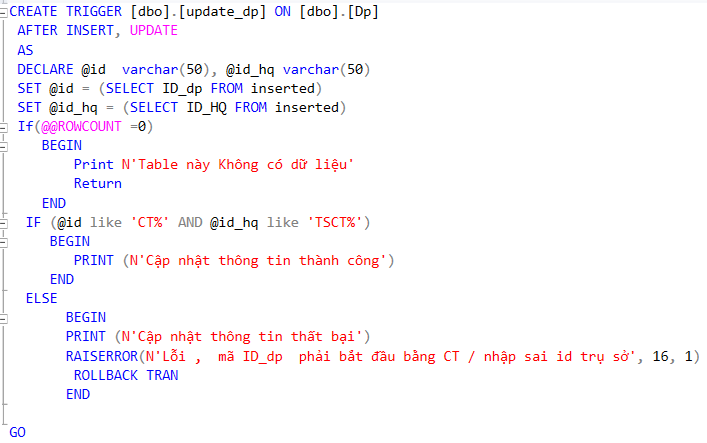 CREATE TRIGGER [dbo].[update_dp] ON [dbo].[Dp]
AFTER INSERT, UPDATE
AS
DECLARE @id  varchar(50), @id_hq varchar(50)
SET @id = (SELECT ID_dp FROM inserted)
SET @id_hq = (SELECT ID_HQ FROM inserted)
If(@@ROWCOUNT =0)
BEGIN
Print N'Table này Không có dữ liệu'
Return
END
IF (@id like 'CT%' AND @id_hq like 'TSCT%')
BEGIN
PRINT (N'Cập nhật thông tin thành công')
END
ELSE
BEGIN
PRINT (N'Cập nhật thông tin thất bại')
RAISERROR(N'Lỗi ,  mã ID_dp  phải bắt đầu bằng CT / nhập sai id trụ sở', 16, 1)
ROLLBACK TRAN
END
GO